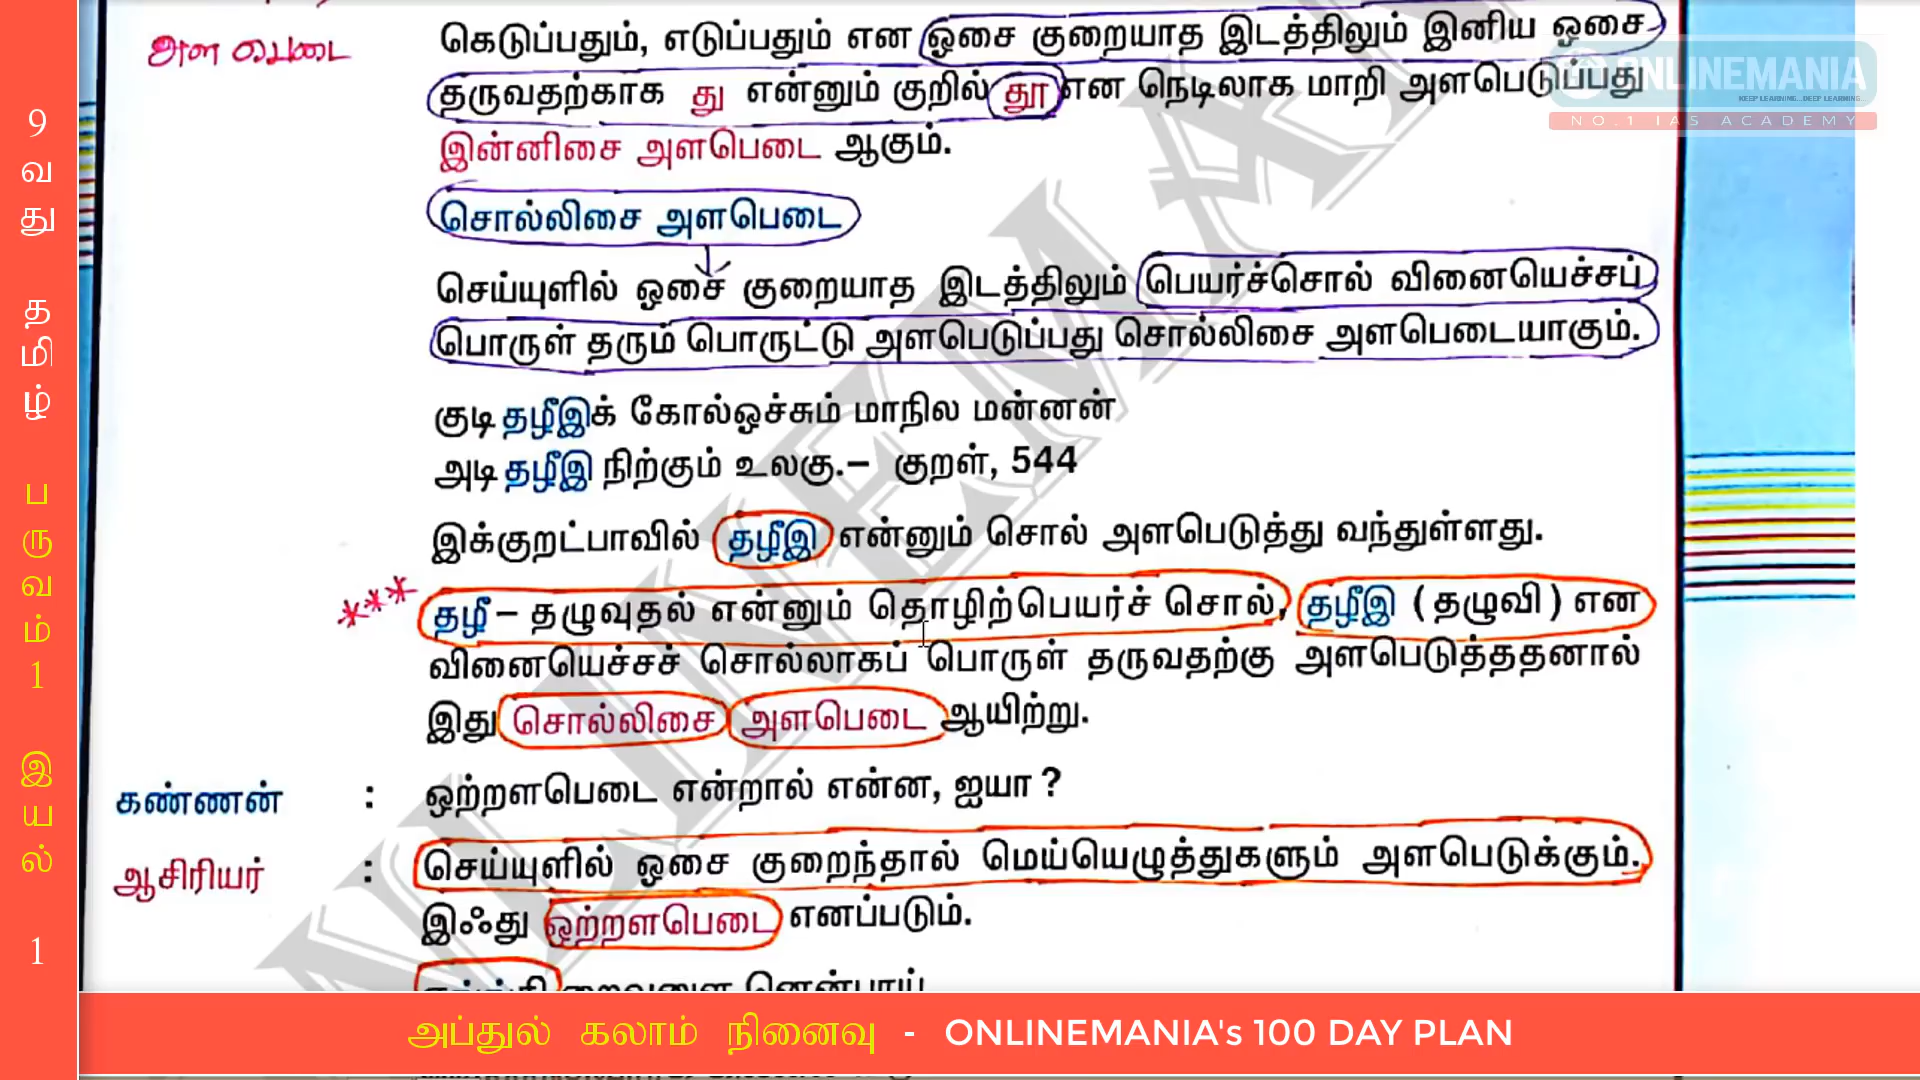 அளபெடை
கெடுப்பதும், எடுப்பதும் என ஓசை குறையாத இடத்திலும் இனிய ஓசை
தருவதற்காக து என்னும் குறில் தூ என நெடிலாக மாறி அளபெடுப்பது
இன்னிசை அளபெடை ஆகும்.
ONLINEMANIA
KEEP LEARNING...DEEP LEARNING...
NO.1 IAS ACADEMY
சொல்லிசை அளபெடை
செய்யுளில் ஓசை குறையாத இடத்திலும் பெயர்ச்சொல் வினையெச்சப்
பொருள் தரும் பொருட்டு அளபெடுப்பது சொல்லிசை அளபெடையாகும்.
குடி தழீஇக் கோல்ஓச்சும் மாநில மன்னன்
அடி தழீஇ நிற்கும் உலகு.– குறள், 544
இக்குறட்பாவில் தழீஇ என்னும் சொல் அளபெடுத்து வந்துள்ளது.
*** தழீ – தழுவுதல் என்னும் தொழிற்பெயர்ச் சொல், தழீஇ (தழுவி) என
வினையெச்சச் சொல்லாகப் பொருள் தருவதற்கு அளபெடுத்ததனால்
இது சொல்லிசை அளபெடை ஆயிற்று.
கண்ணன் : ஒற்றளபெடை என்றால் என்ன, ஐயா ?
ஆசிரியர் : செய்யுளில் ஓசை குறைந்தால் மெய்யெழுத்துகளும் அளபெடுக்கும்.
இஃது ஒற்றளபெடை எனப்படும்.
9வது தமிழ் பருவம்1 இயல் 1
அப்துல் கலாம் நினைவு - ONLINEMANIA's 100 DAY PLAN